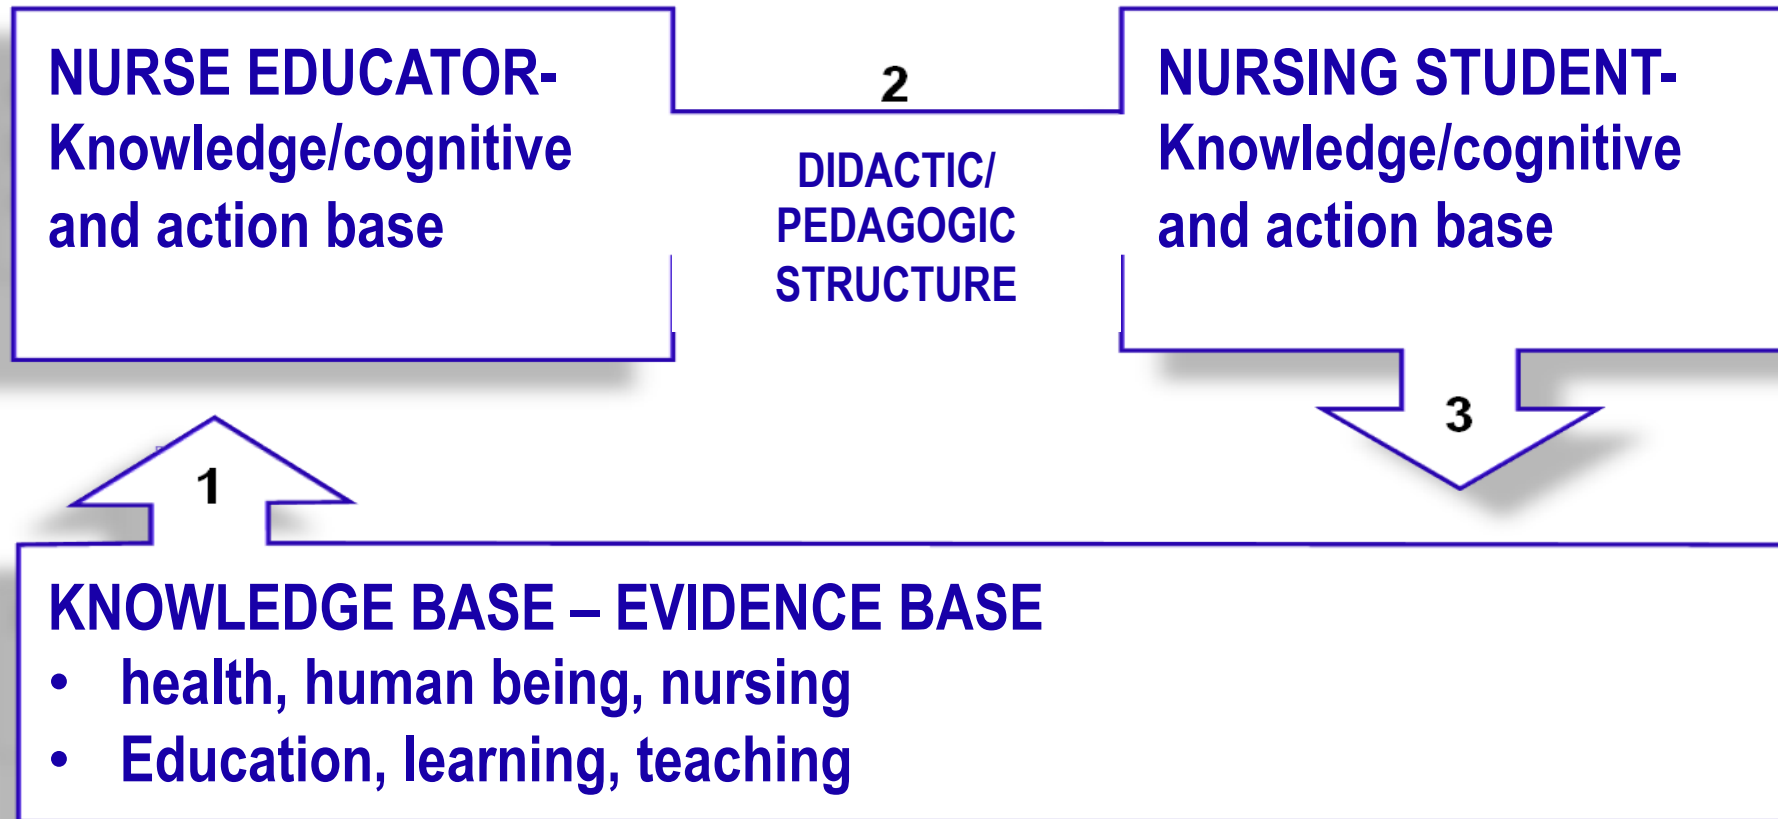 NURSE EDUCATOR-
Knowledge/cognitive
and action base
2
DIDACTIC/
PEDAGOGIC
STRUCTURE
NURSING STUDENT-
Knowledge/cognitive
and action base
1
3
KNOWLEDGE BASE – EVIDENCE BASE
• health, human being, nursing
• Education, learning, teaching